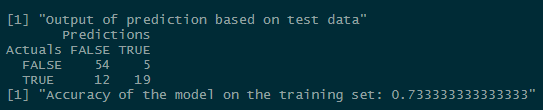 [1] "Output of prediction based on test data"
Predictions
Actuals FALSE TRUE
FALSE 54 5
TRUE 12 19
[1] "Accuracy of the model on the training set: 0.733333333333333"